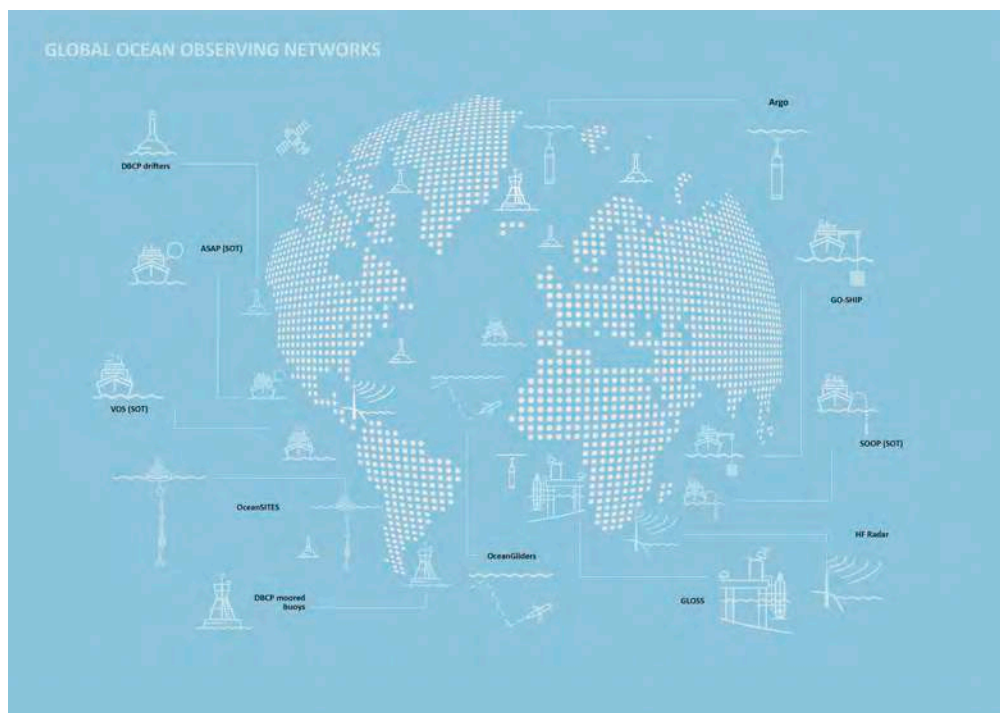 GLOBAL OCEAN OBSERVING NETWORKS
Argo
DBCP drifters
ASAP (SOT)
GO-SHIP
VOS (SOT)
SOOP (SOT)
OceanSITES
HF Radar
OceanGliders
DBCP moored
buoys
GLOSS